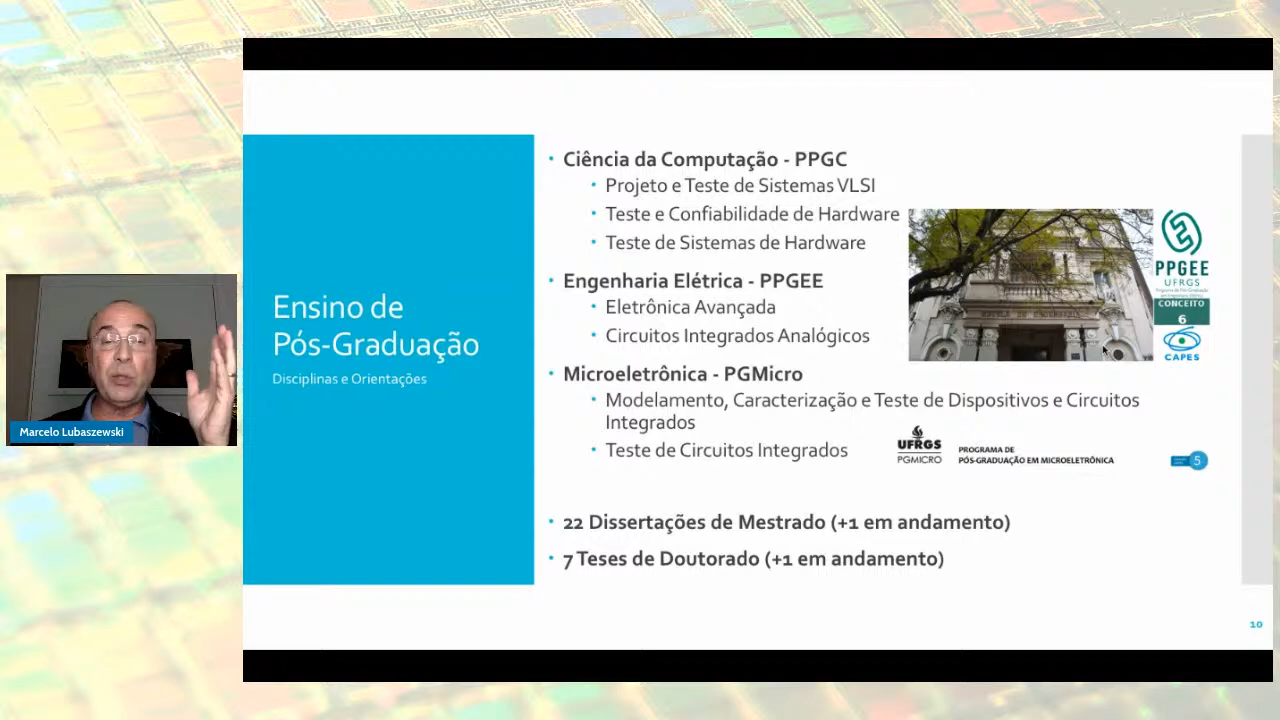 Ensino de
Pós-Graduação
Disciplinas e Orientações
• Ciência da Computação - PPGC
• Projeto e Teste de Sistemas VLSI
• Teste e Confiabilidade de Hardware
• Teste de Sistemas de Hardware
• Engenharia Elétrica - PPGEE
• Eletrônica Avançada
• Circuitos Integrados Analógicos
• Microeletrônica - PGMicro
• Modelamento, Caracterização e Teste de Dispositivos e Circuitos
Integrados
• Teste de Circuitos Integrados
• 22 Dissertações de Mestrado (+1 em andamento)
• 7 Teses de Doutorado (+1 em andamento)
ESCOLA DE ENGENHARIA
PPGEE
UFRGS
CONCEITO
6
CAPES
UFRGS
PGMICRO
PROGRAMA DE
PÓS-GRADUAÇÃO EM MICROELETRÔNICA
5
10
Marcelo Lubaszewski